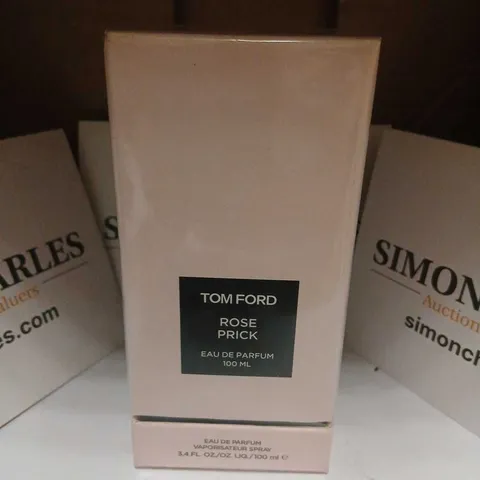 TOM FORD
ROSE
PRICK
EAU DE PARFUM
100 ML
EAU DE PARFUM
VAPORISATEUR SPRAY
3.4 FL. OZ./OZ. LIQ./100 ml ℮
ARLES
aluers
es.com
SIMON
Auction
simonch